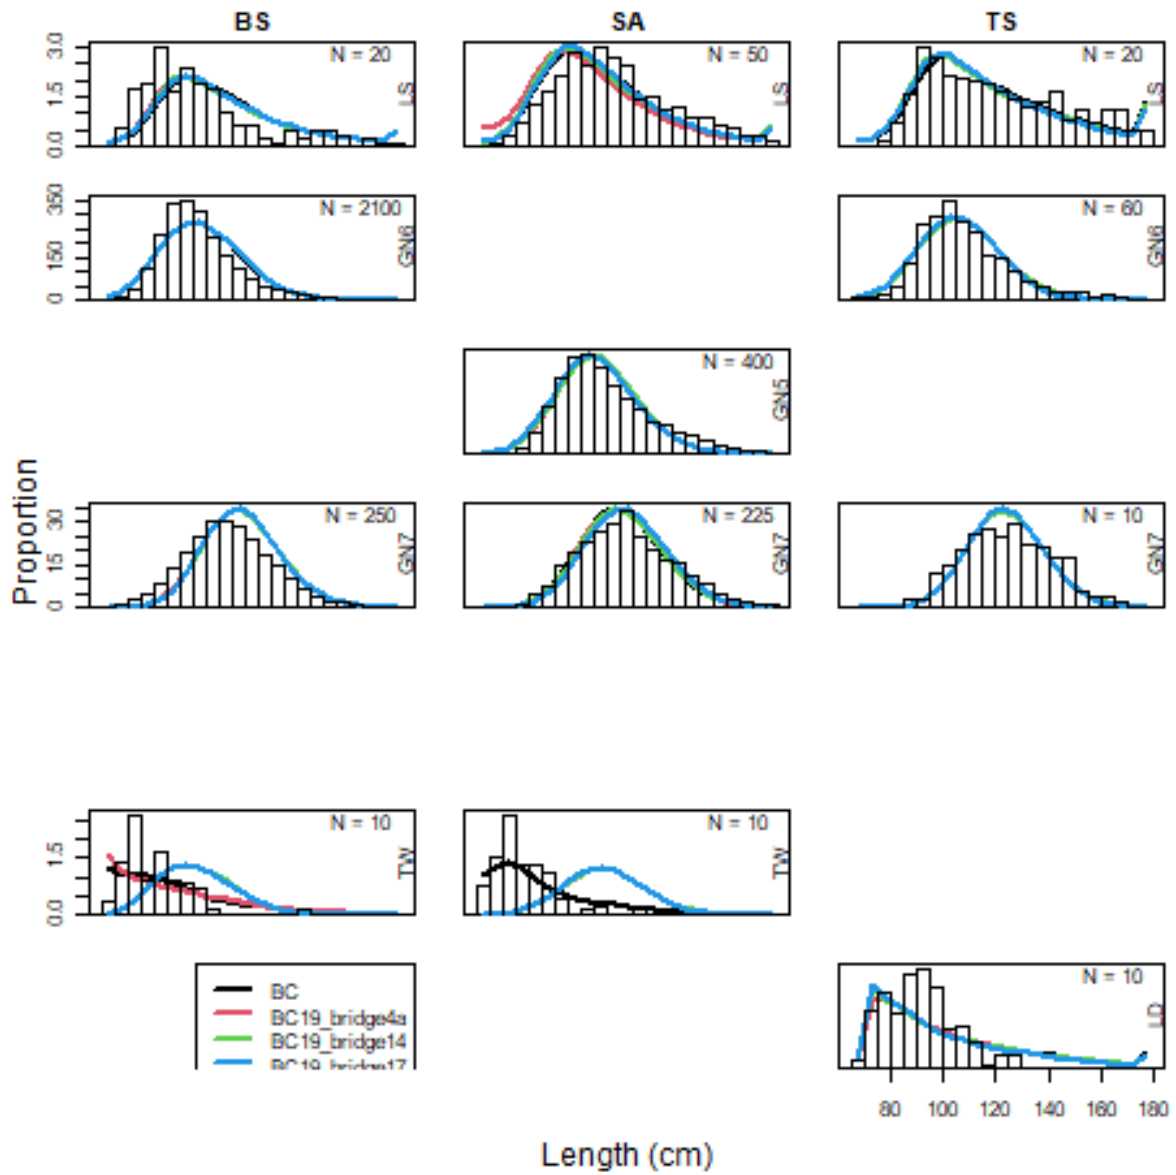 BS SA TS
3.0 1.5 0.0 N = 20 LS N = 50 LS N = 20 LS
350 150 0 N = 2100 GN6 N = 60 GN6
N = 400 GN5
Proportion
30 15 0 N = 250 GN7 N = 225 GN7 N = 10 GN7
1.5 0.0 N = 10 TW N = 10 TW
BC
BC19_bridge4a
BC19_bridge14
BC19_bridge17
N = 10 LD
80 100 120 140 160 180
Length (cm)